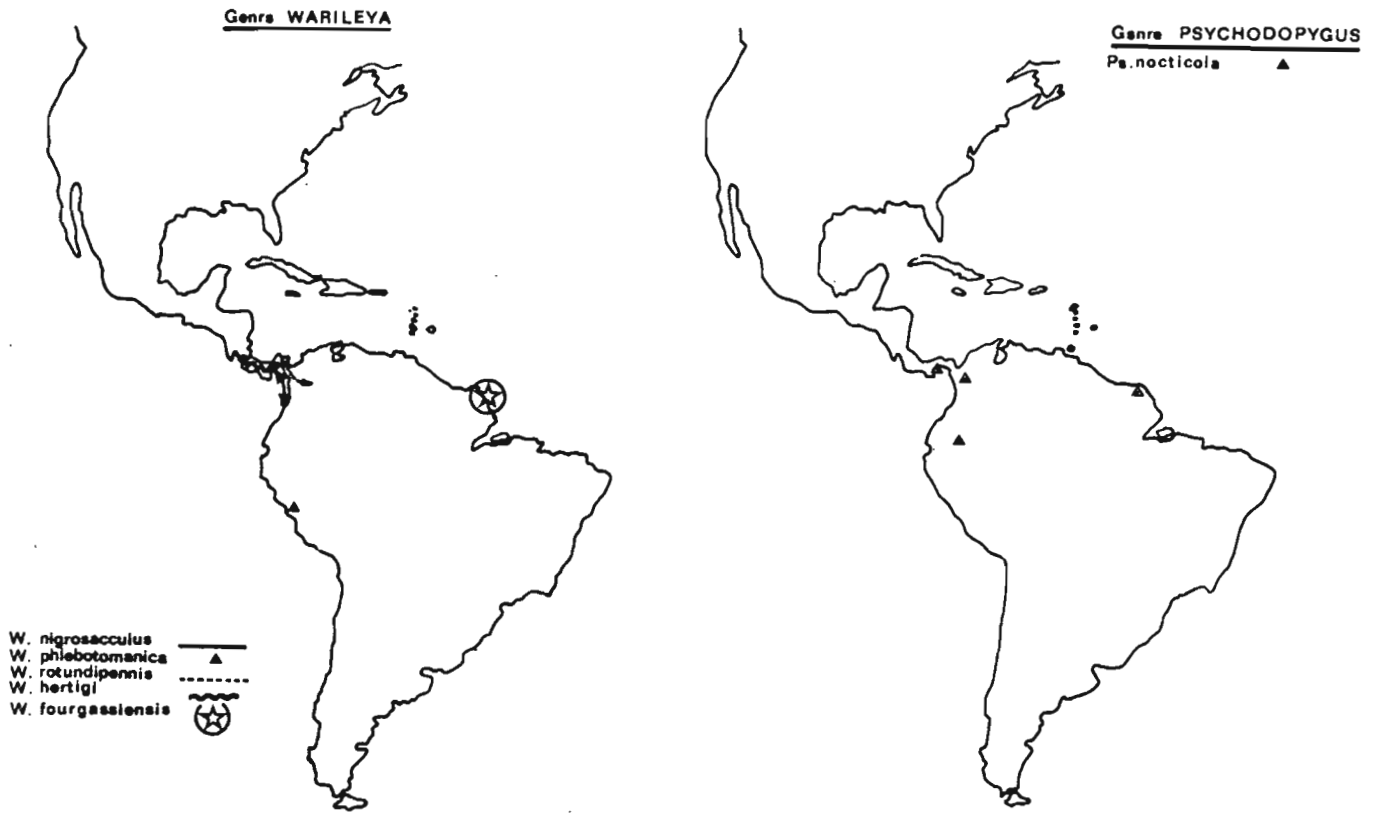 Genre WARILEYA
W. nigrosacculus
W. phlebotomanica
W. rotundipennis
W. hertigi
W. fourgassiensis
Genre PSYCHODOPYGUS
Ps.nocticola